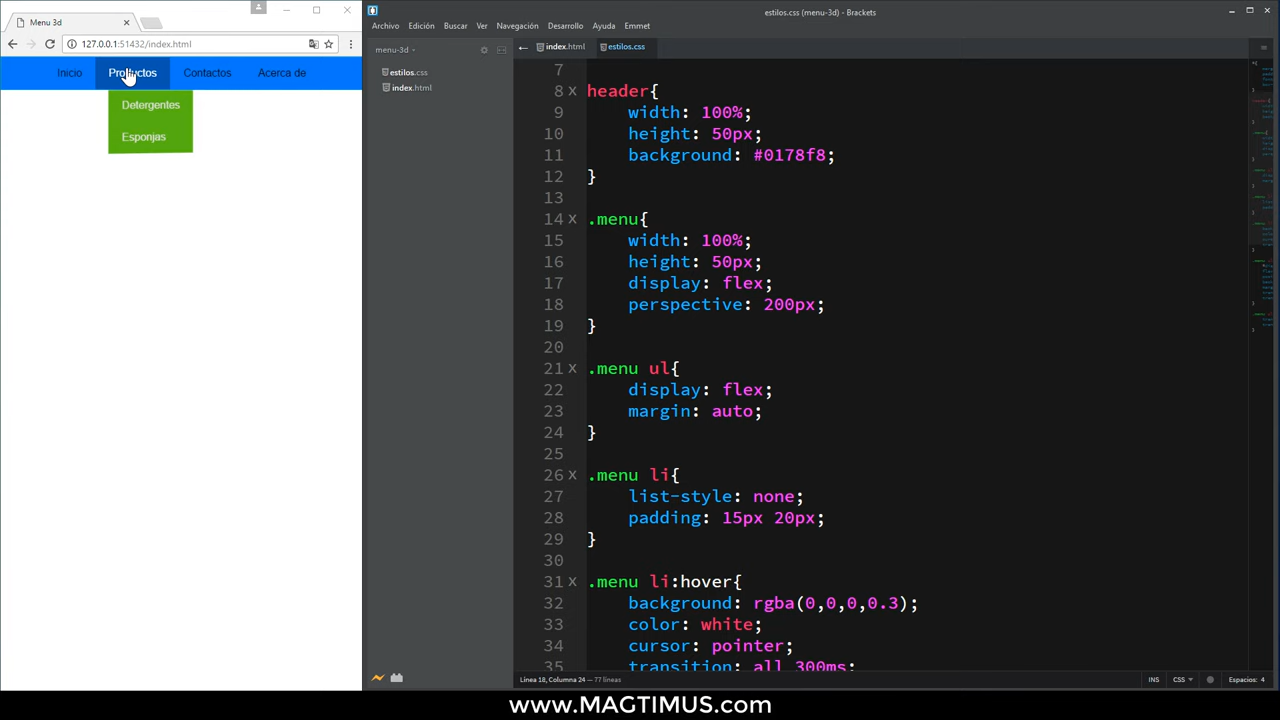 Menu 3d
127.0.0.1:51432/index.html
Inicio
Productos
Contactos
Acerca de
Detergentes
Esponjas
estilos.css (menu-3d) - Brackets
Archivo Edición Buscar Ver Navegación Desarrollo Ayuda Emmet
menu-3d
estilos.css
index.html
index.html
estilos.css
7
8 header{
9 width: 100%;
10 height: 50px;
11 background: #0178f8;
12 }
13
14 .menu{
15 width: 100%;
16 height: 50px;
17 display: flex;
18 perspective: 200px;
19 }
20
21 .menu ul{
22 display: flex;
23 margin: auto;
24 }
25
26 .menu li{
27 list-style: none;
28 padding: 15px 20px;
29 }
30
31 .menu li:hover{
32 background: rgba(0,0,0,0.3);
33 color: white;
34 cursor: pointer;
35 transition: all 300ms;
Línea 18, Columna 24 — 77 líneas
INS CSS Espacios: 4
www.MAGTIMUS.com